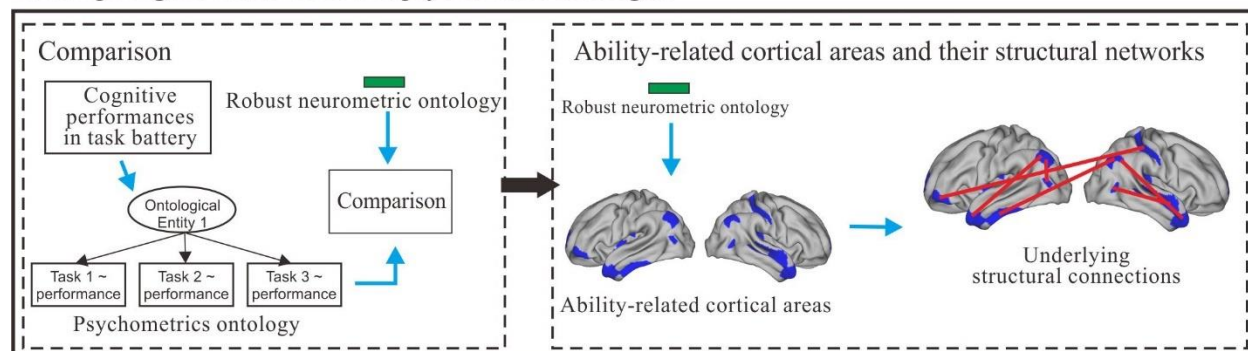 Comparison
Cognitive
performances
in task battery
Robust neurometric ontology
Ontological
Entity 1
Comparison
Task 1 ~
performance
Task 2 ~
performance
Task 3 ~
performance
Psychometrics ontology
Ability-related cortical areas and their structural networks
Robust neurometric ontology
Ability-related cortical areas
Underlying
structural connections